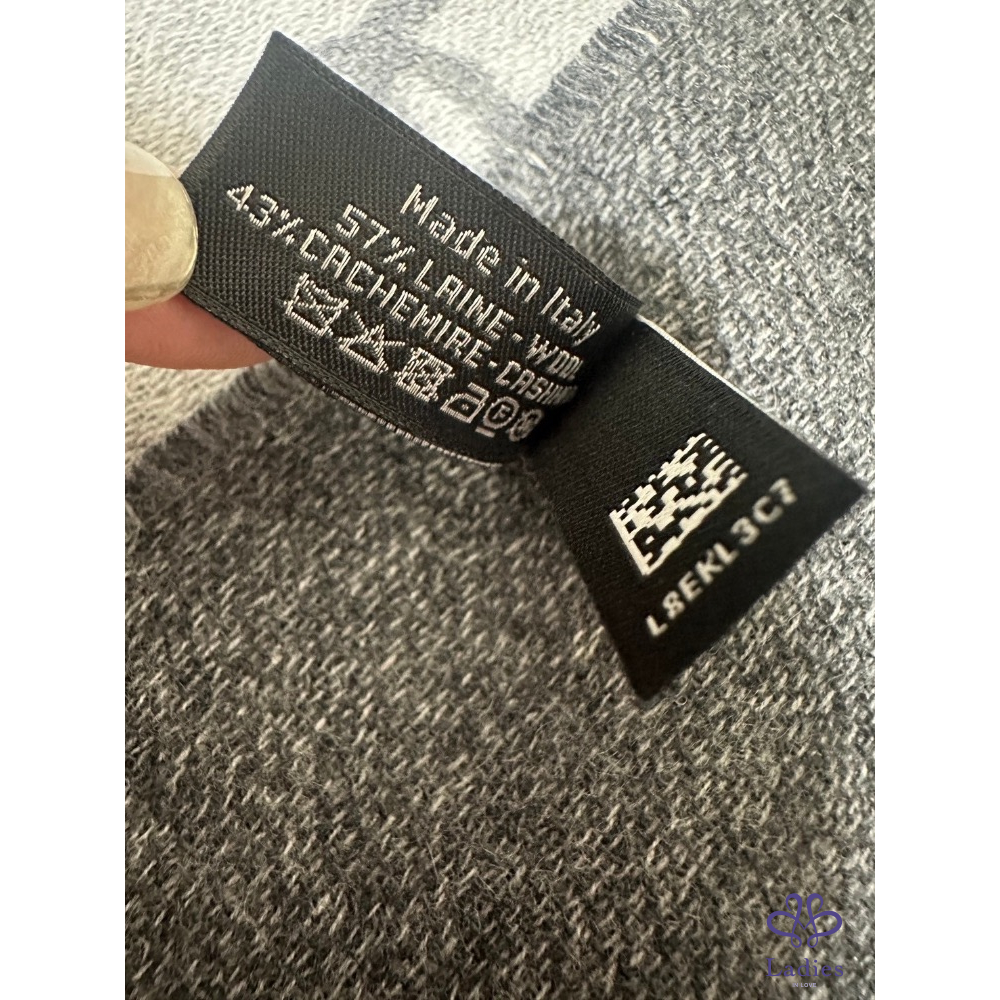 Made in Italy
57% LAINE - WOOL
43% CACHEMIRE - CASHM
L8EKL3C7
Ladies